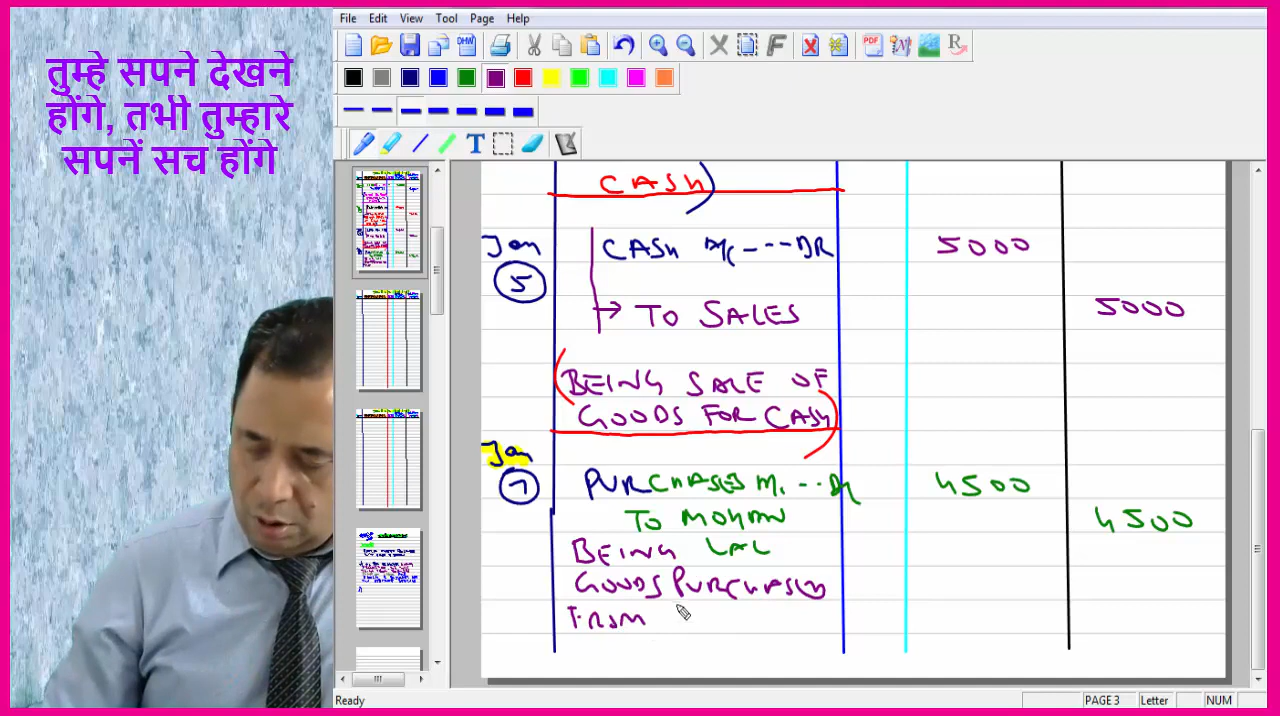 तुम्हे सपने देखने
होंगे, तभी तुम्हारे
सपनें सच होंगे
File Edit View Tool Page Help
DHW PDF
CASH)
Jan CASH A/C --- DR 5000
5
→ TO SALES 5000
(BEING SALE OF
GOODS FOR CASH)
Jan
7 PURCHASES A/c --- DR 4500
TO MOHAN 4500
BEING LAL
GOODS PURCHASED
FROM
Ready PAGE 3 Letter NUM